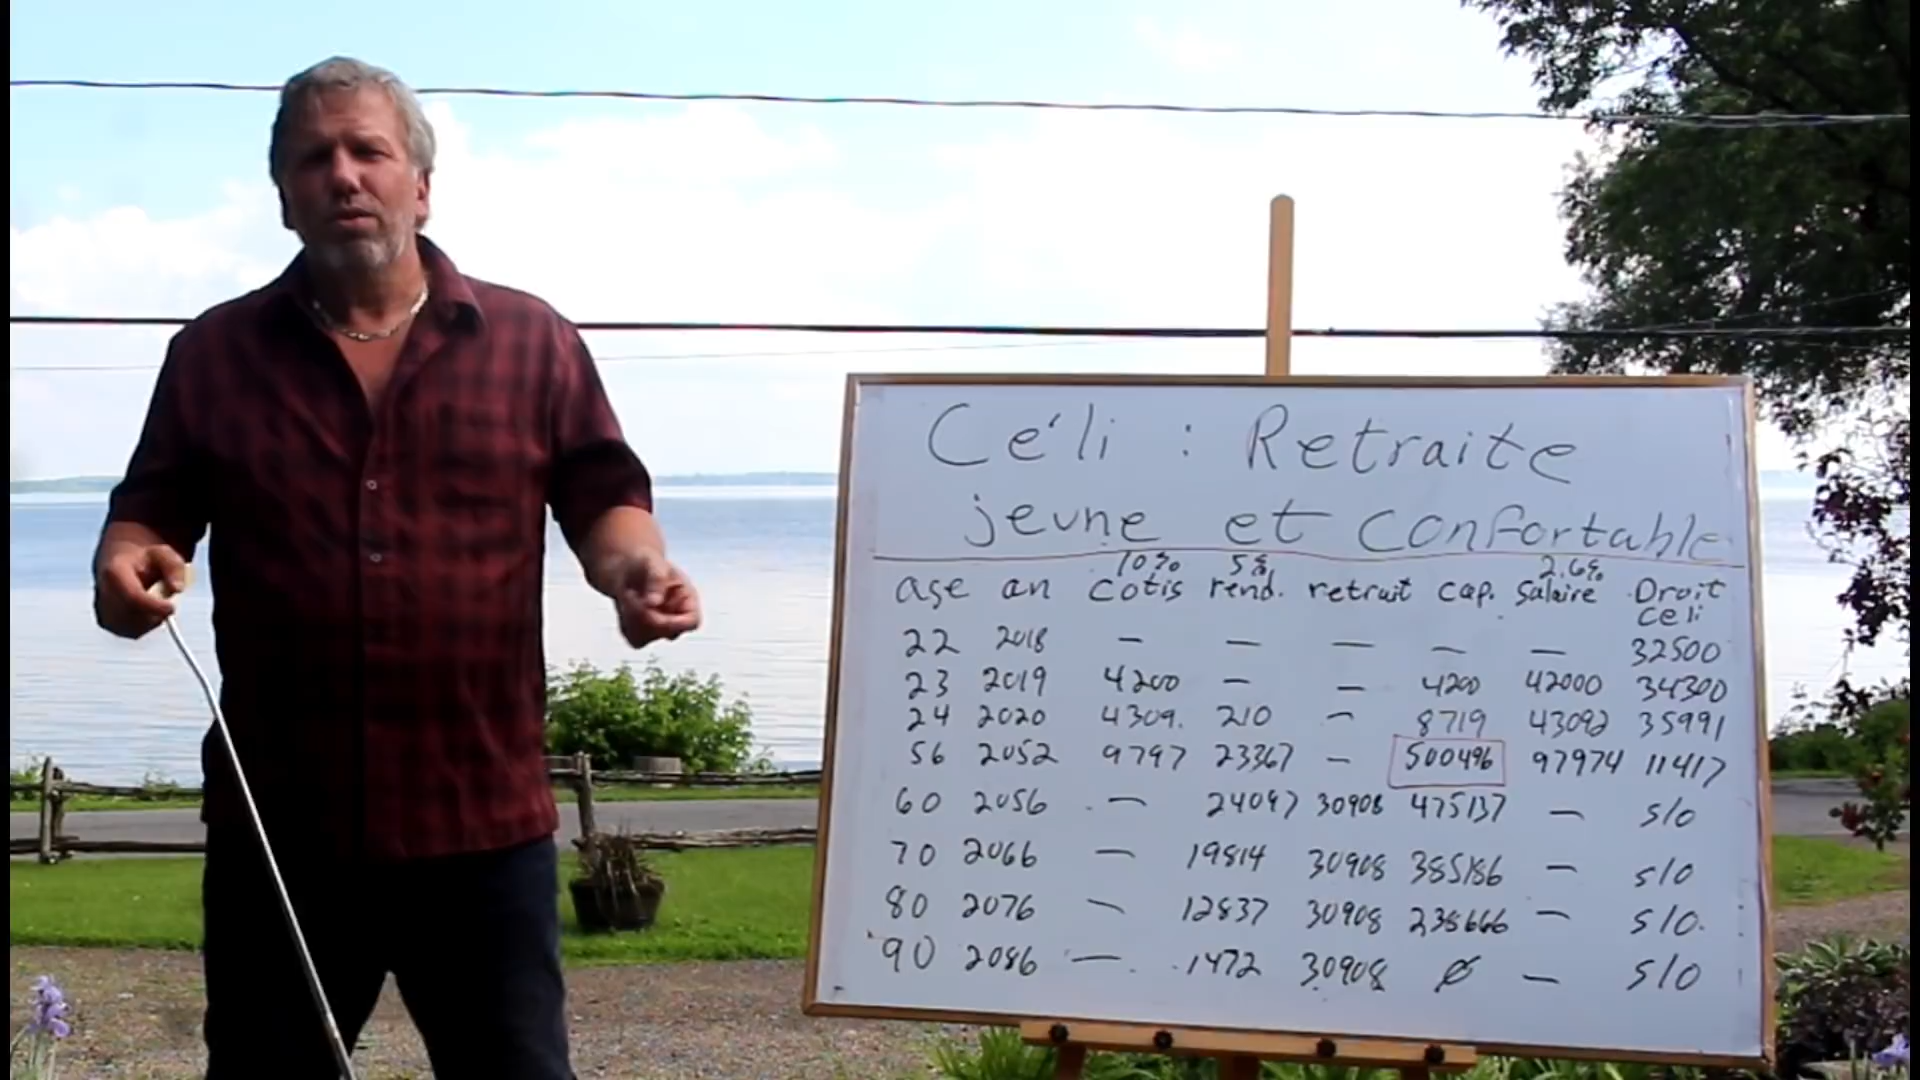 Céli : Retraite
jeune et confortable
10% 5% 2.6%
age an cotis rend. retrait cap. salaire Droit celi
22 2018 — — — — — 32500
23 2019 4200 — — 4200 42000 34300
24 2020 4309. 210 — 8719 43092 35991
56 2052 9797 23367 — 500496 97974 11417
60 2056 — 24097 30908 475137 — s/o
70 2066 — 19814 30908 385186 — s/o
80 2076 — 12837 30908 238666 — s/o.
90 2086 — 1472 30908 ø — s/o